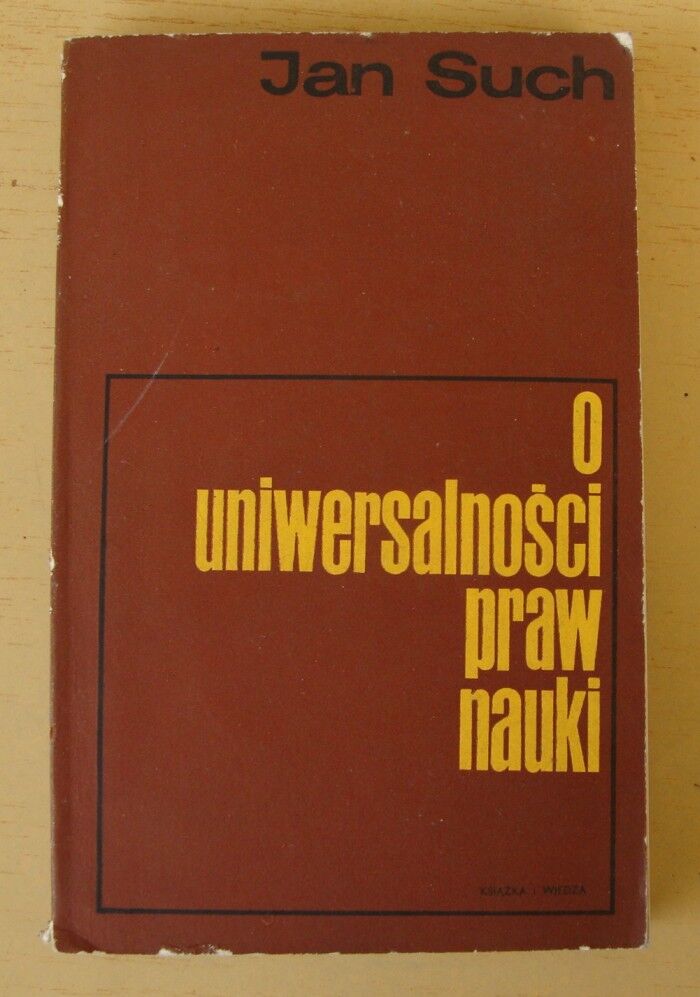 Jan Such
o
uniwersalności
praw
nauki
KSIĄŻKA I WIEDZA